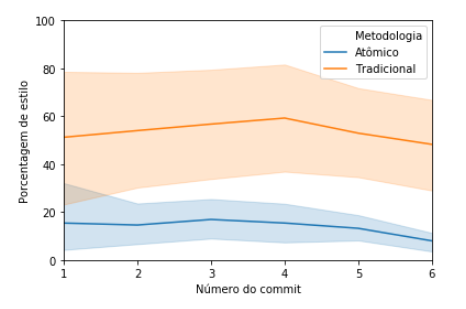 100
80
60
40
20
0
Porcentagem de estilo
Metodologia
Atômico
Tradicional
1 2 3 4 5 6
Número do commit